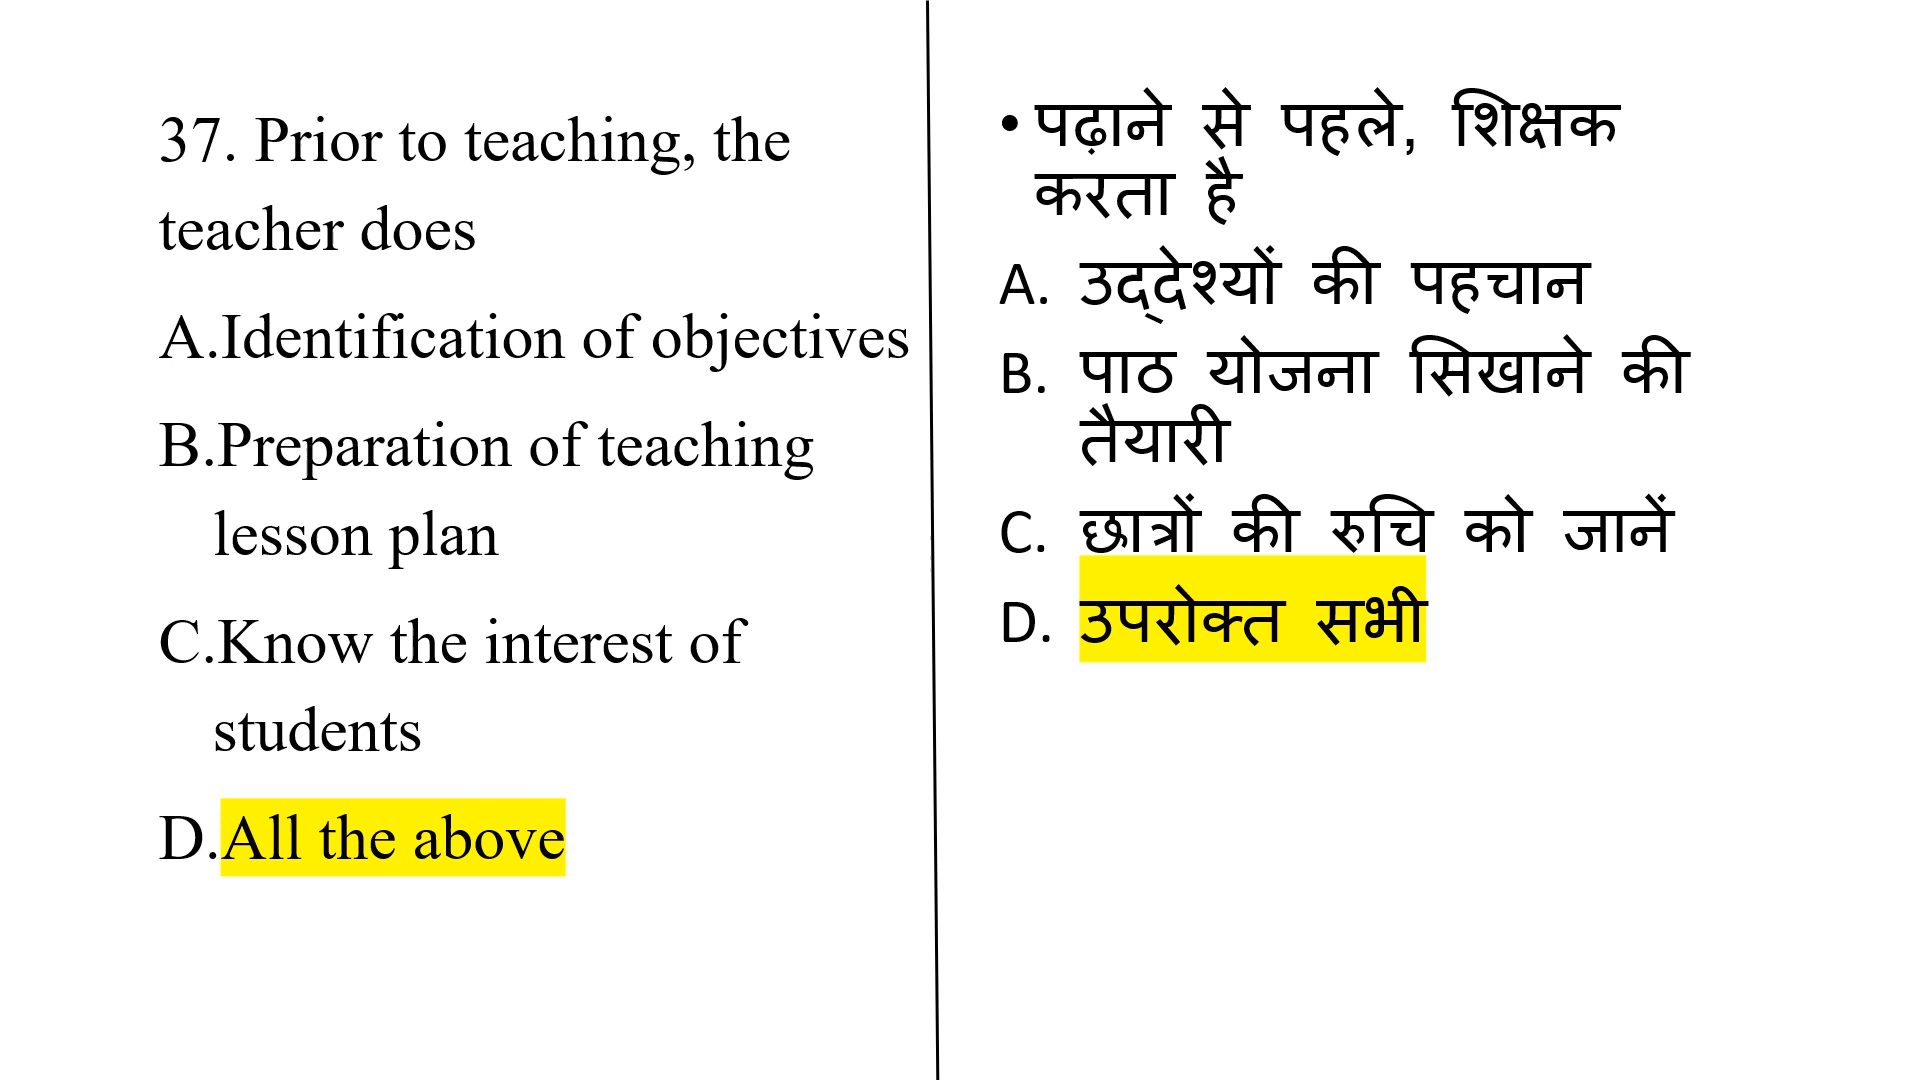 37. Prior to teaching, the
teacher does
A.Identification of objectives
B.Preparation of teaching
lesson plan
C.Know the interest of
students
D.All the above
• पढ़ाने से पहले, शिक्षक
करता है
A. उद्देश्यों की पहचान
B. पाठ योजना सिखाने की
तैयारी
C. छात्रों की रुचि को जानें
D. उपरोक्त सभी